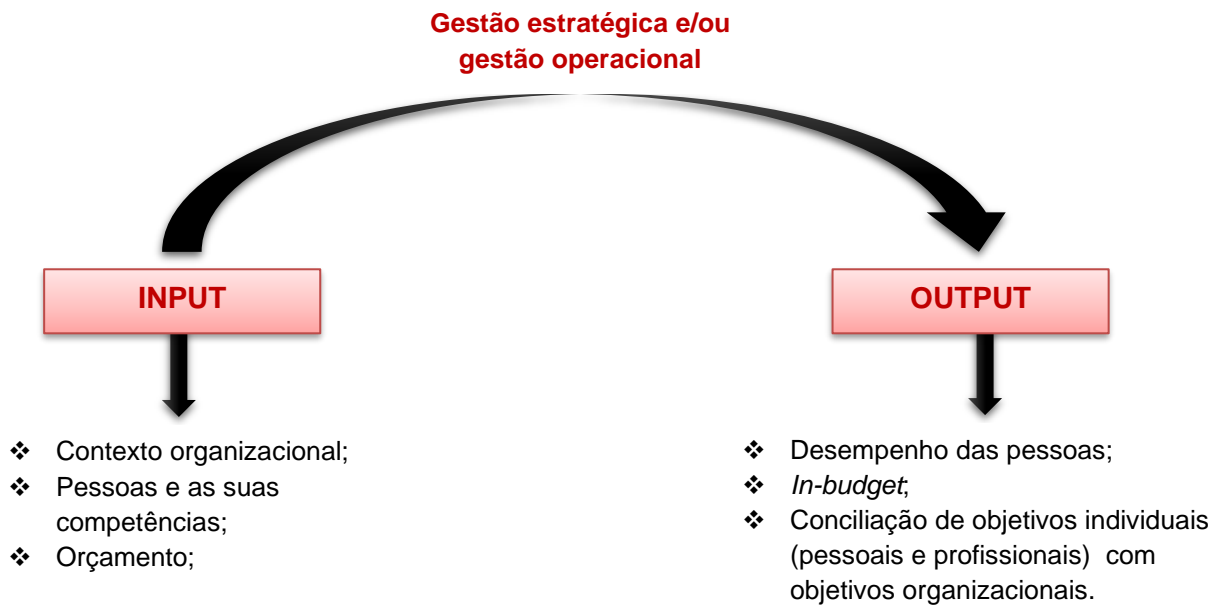 Gestão estratégica e/ou
gestão operacional
INPUT
❖ Contexto organizacional;
❖ Pessoas e as suas
competências;
❖ Orçamento;
OUTPUT
❖ Desempenho das pessoas;
❖ In-budget;
❖ Conciliação de objetivos individuais
(pessoais e profissionais) com
objetivos organizacionais.